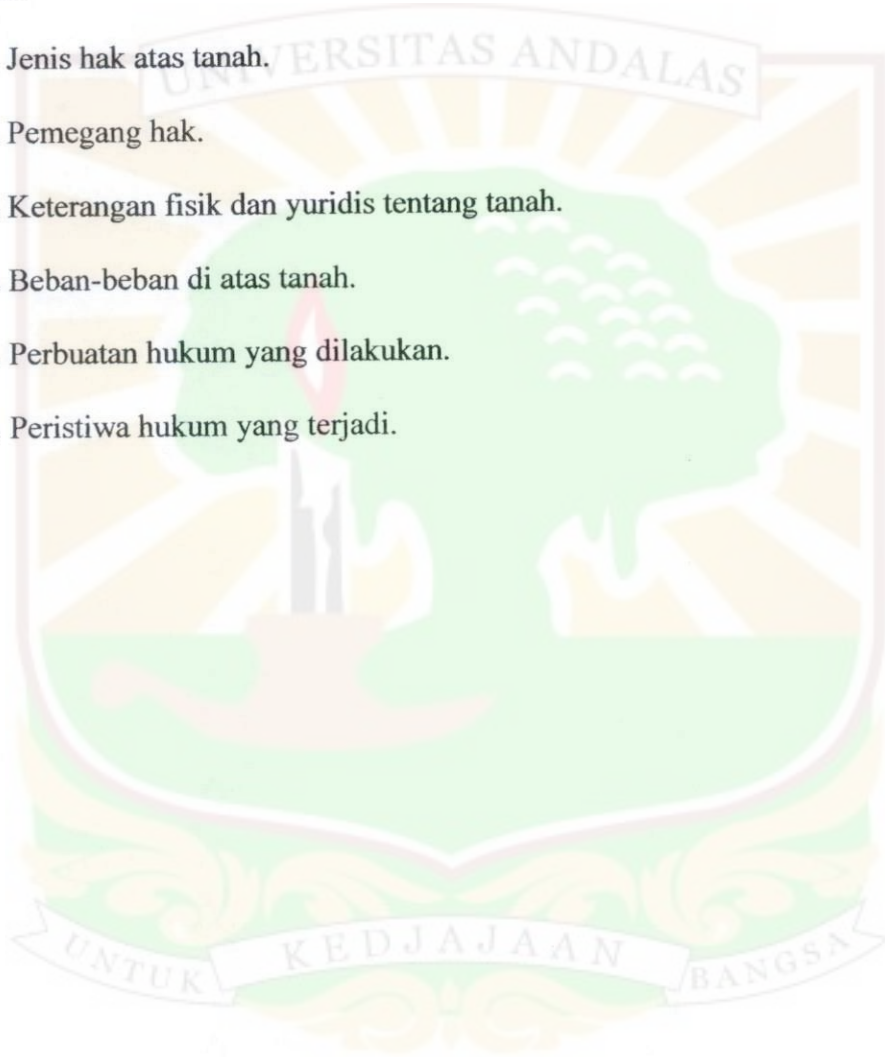 UNIVERSITAS ANDALAS
Jenis hak atas tanah.
Pemegang hak.
Keterangan fisik dan yuridis tentang tanah.
Beban-beban di atas tanah.
Perbuatan hukum yang dilakukan.
Peristiwa hukum yang terjadi.
UNTUK KEDJAJAAN BANGSA